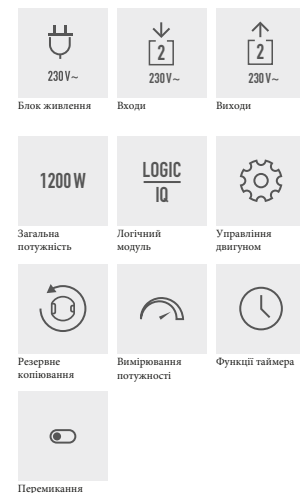 230 V~
Блок живлення
2
230 V~
Входи
2
230 V~
Виходи
1200 W
Загальна
потужність
LOGIC
IQ
Логічний
модуль
Управління
двигуном
Резервне
копіювання
Вимірювання
потужності
Функції таймера
Перемикання